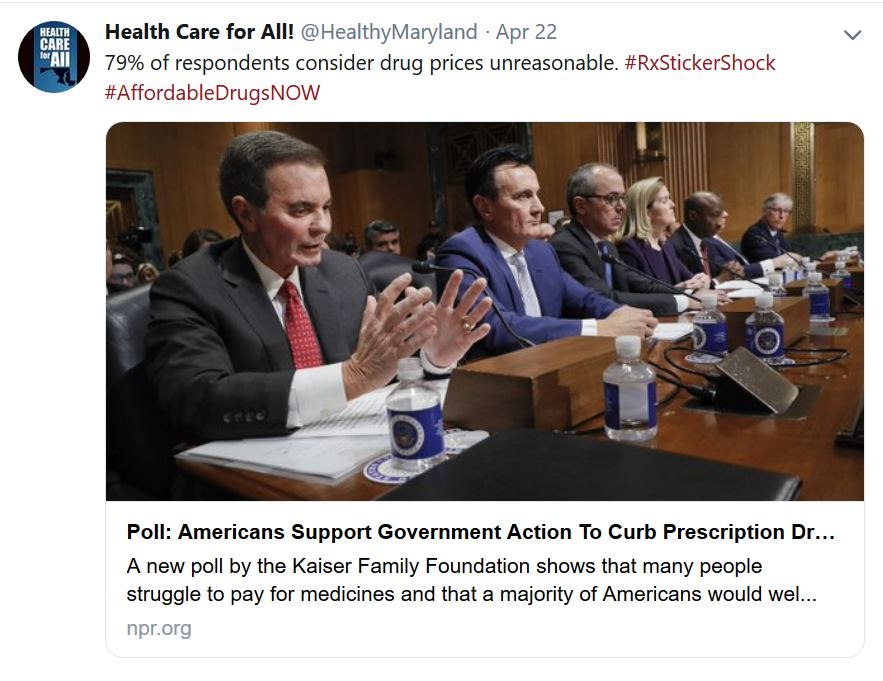 HEALTH
CARE
for All
Health Care for All! @HealthyMaryland · Apr 22
79% of respondents consider drug prices unreasonable. #RxStickerShock
#AffordableDrugsNOW
Poll: Americans Support Government Action To Curb Prescription Dr...
A new poll by the Kaiser Family Foundation shows that many people
struggle to pay for medicines and that a majority of Americans would wel...
npr.org